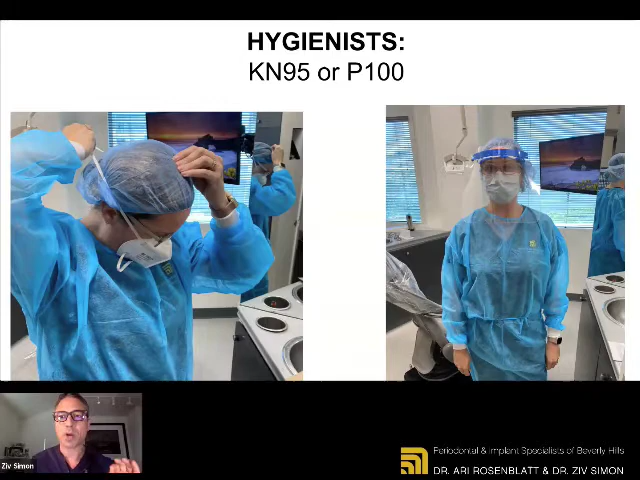 HYGIENISTS:
KN95 or P100
Ziv Simon
Periodontal & Implant Specialists of Beverly Hills
DR. ARI ROSENBLATT & DR. ZIV SIMON